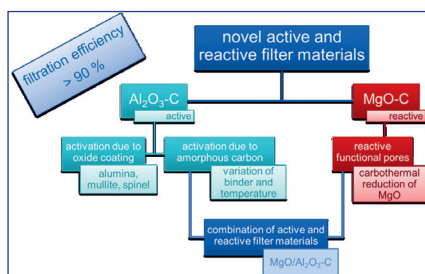 filtration efficiency
> 90 %
novel active and
reactive filter materials
Al₂O₃-C
active
MgO-C
reactive
activation due to
oxide coating
alumina,
mullite, spinel
activation due to
amorphous carbon
variation of
binder and
temperature
reactive
functional pores
carbothermal
reduction of
MgO
combination of active and
reactive filter materials
MgO/Al₂O₃-C